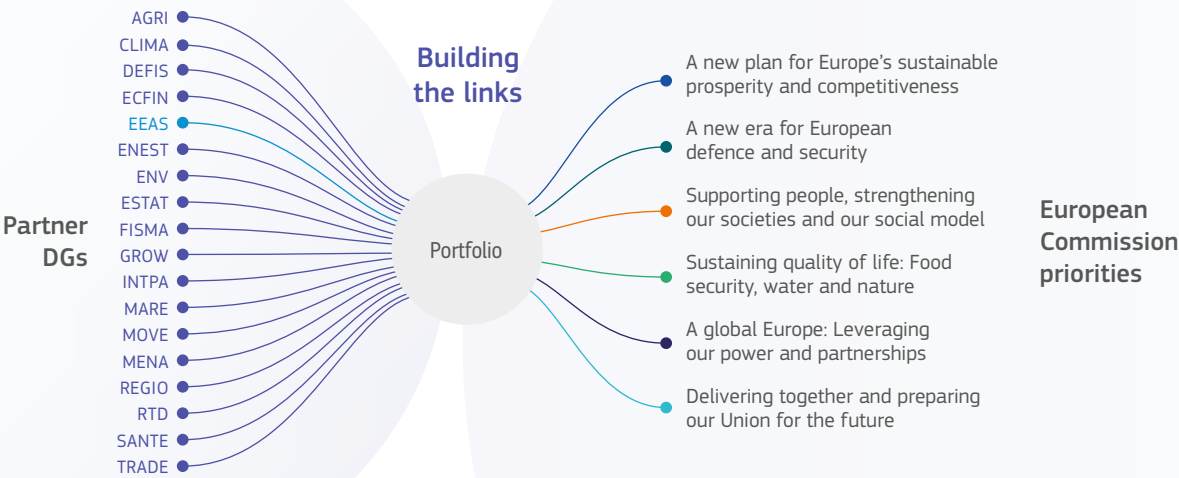 Partner
DGs
AGRI
CLIMA
DEFIS
ECFIN
EEAS
ENEST
ENV
ESTAT
FISMA
GROW
INTPA
MARE
MOVE
MENA
REGIO
RTD
SANTE
TRADE
Building
the links
Portfolio
A new plan for Europe’s sustainable
prosperity and competitiveness
A new era for European
defence and security
Supporting people, strengthening
our societies and our social model
Sustaining quality of life: Food
security, water and nature
A global Europe: Leveraging
our power and partnerships
Delivering together and preparing
our Union for the future
European
Commission
priorities